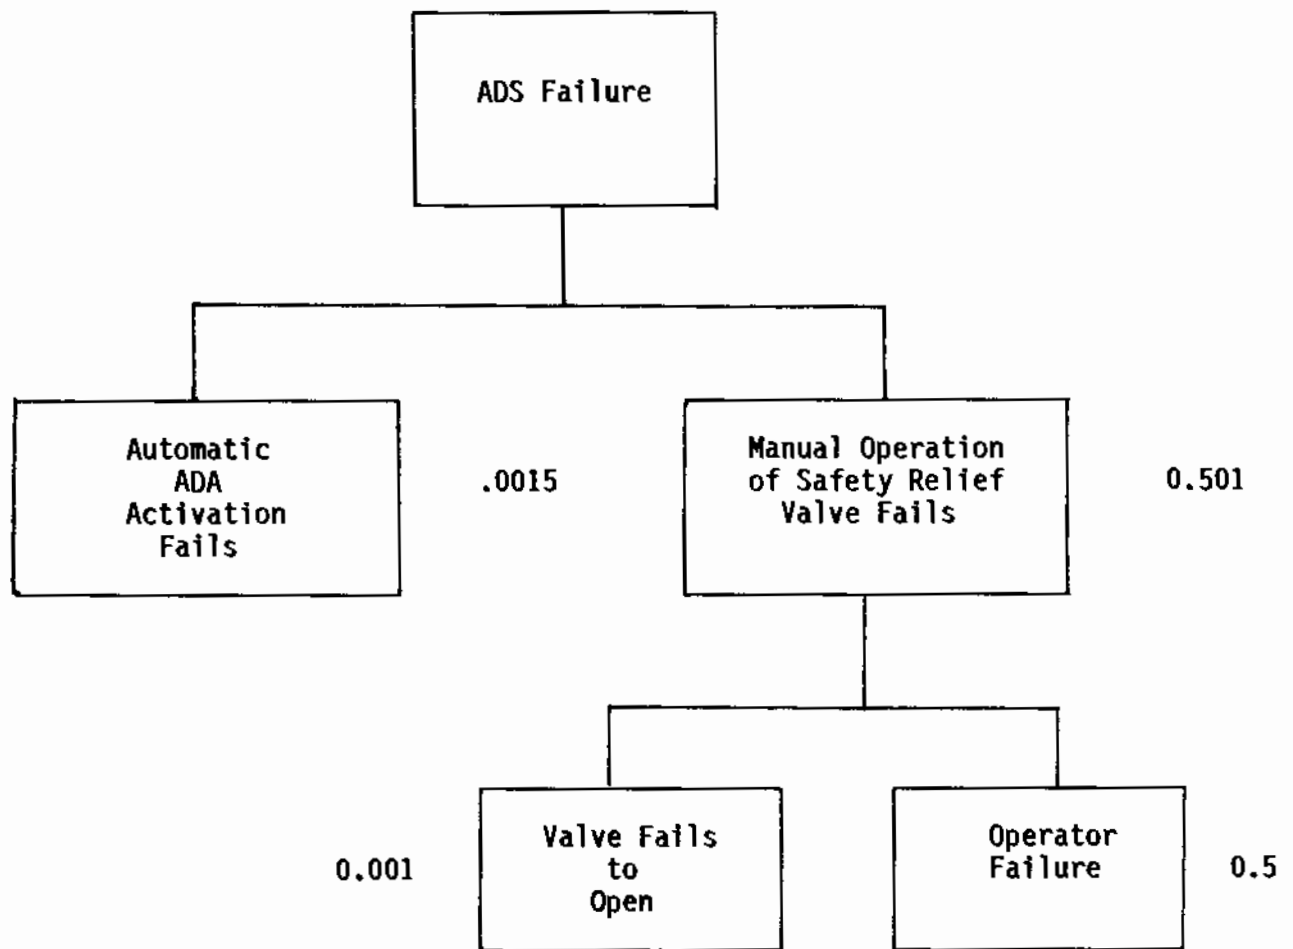 ADS Failure
Automatic
ADA
Activation
Fails
.0015
Manual Operation
of Safety Relief
Valve Fails
0.501
0.001
Valve Fails
to
Open
Operator
Failure
0.5